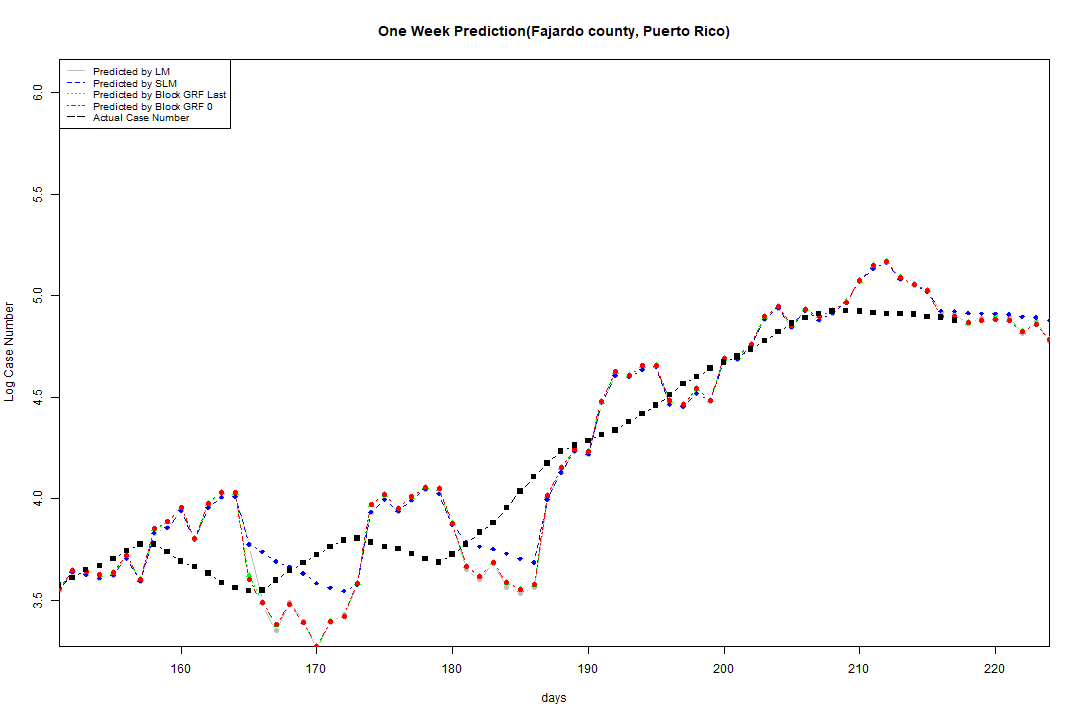 One Week Prediction(Fajardo county, Puerto Rico)
Predicted by LM
Predicted by SLM
Predicted by Block GRF Last
Predicted by Block GRF 0
Actual Case Number
6.0
5.5
5.0
4.5
4.0
3.5
Log Case Number
160 170 180 190 200 210 220
days